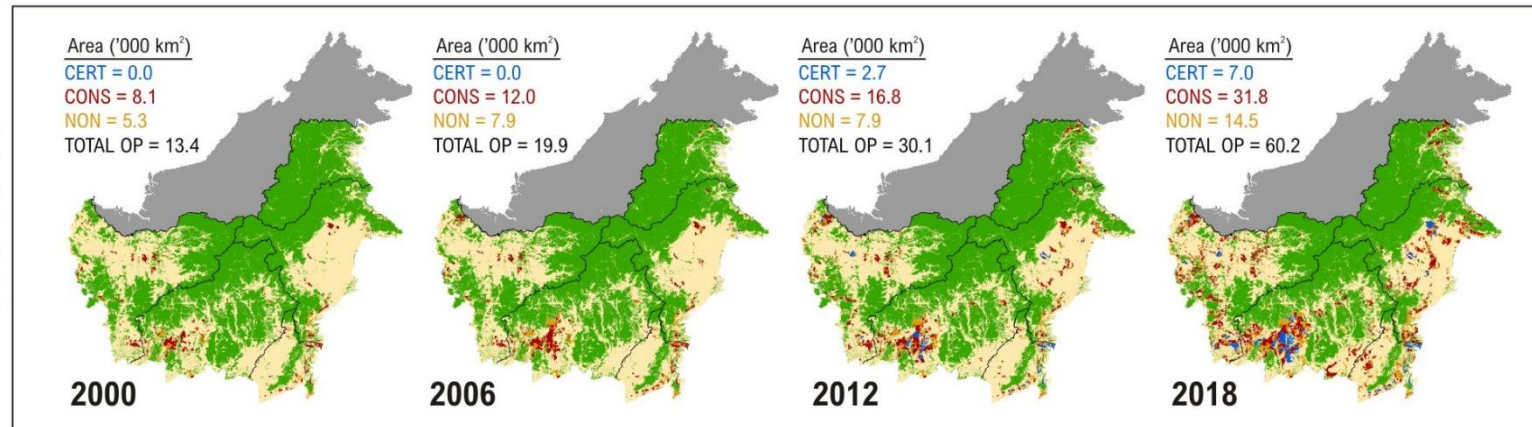 Area ('000 km²)
CERT = 0.0
CONS = 8.1
NON = 5.3
TOTAL OP = 13.4
2000
Area ('000 km²)
CERT = 0.0
CONS = 12.0
NON = 7.9
TOTAL OP = 19.9
2006
Area ('000 km²)
CERT = 2.7
CONS = 16.8
NON = 7.9
TOTAL OP = 30.1
2012
Area ('000 km²)
CERT = 7.0
CONS = 31.8
NON = 14.5
TOTAL OP = 60.2
2018